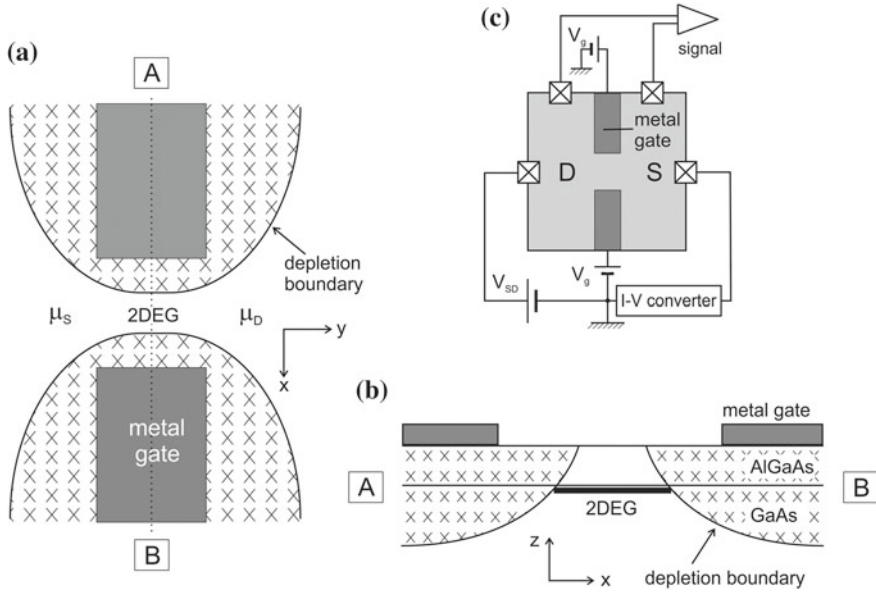 (a)
A
depletion
boundary
μS
2DEG
μD
y
x
metal
gate
B
(c)
Vg
signal
metal
gate
D
S
VSD
Vg
I-V converter
(b)
metal gate
A
AlGaAs
B
2DEG
GaAs
z
x
depletion boundary